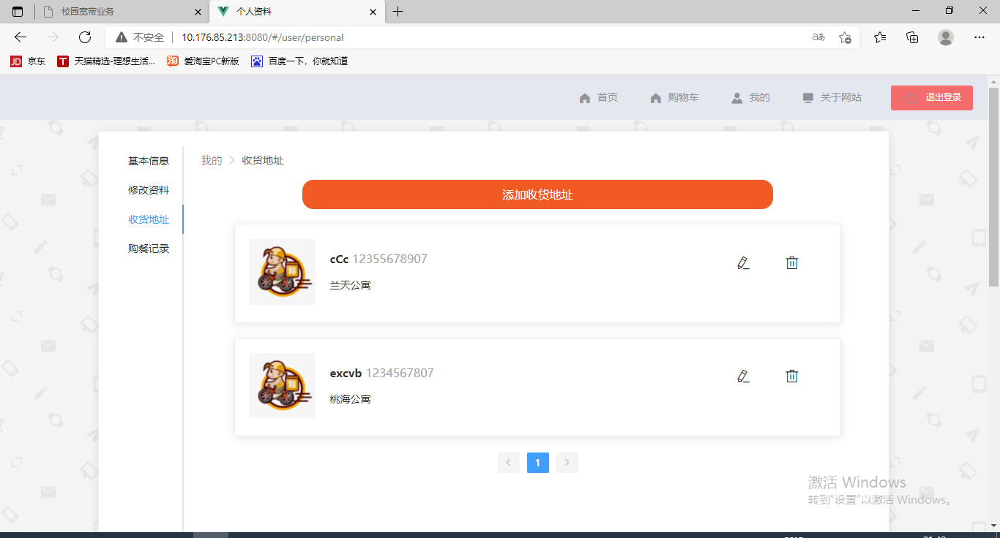 校园宽带业务
个人资料
不安全
10.176.85.213:8080/#/user/personal
京东
天猫精选-理想生活...
爱淘宝PC新版
百度一下，你就知道
首页
购物车
我的
关于网站
退出登录
基本信息
修改资料
收货地址
购餐记录
我的 > 收货地址
添加收货地址
cCc 12355678907
兰天公寓
excvb 1234567807
桃海公寓
1
激活 Windows
转到"设置"以激活 Windows。